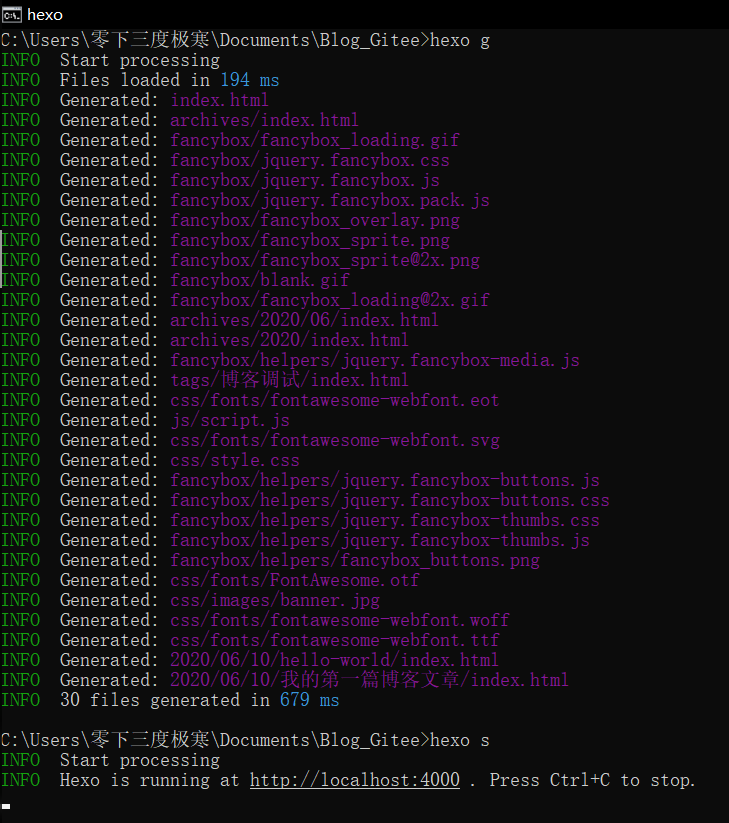 hexo
C:\Users\零下三度极寒\Documents\Blog_Gitee>hexo g
INFO  Start processing
INFO  Files loaded in 194 ms
INFO  Generated: index.html
INFO  Generated: archives/index.html
INFO  Generated: fancybox/fancybox_loading.gif
INFO  Generated: fancybox/jquery.fancybox.css
INFO  Generated: fancybox/jquery.fancybox.js
INFO  Generated: fancybox/jquery.fancybox.pack.js
INFO  Generated: fancybox/fancybox_overlay.png
INFO  Generated: fancybox/fancybox_sprite.png
INFO  Generated: fancybox/fancybox_sprite@2x.png
INFO  Generated: fancybox/blank.gif
INFO  Generated: fancybox/fancybox_loading@2x.gif
INFO  Generated: archives/2020/06/index.html
INFO  Generated: archives/2020/index.html
INFO  Generated: fancybox/helpers/jquery.fancybox-media.js
INFO  Generated: tags/博客调试/index.html
INFO  Generated: css/fonts/fontawesome-webfont.eot
INFO  Generated: js/script.js
INFO  Generated: css/fonts/fontawesome-webfont.svg
INFO  Generated: css/style.css
INFO  Generated: fancybox/helpers/jquery.fancybox-buttons.js
INFO  Generated: fancybox/helpers/jquery.fancybox-buttons.css
INFO  Generated: fancybox/helpers/jquery.fancybox-thumbs.css
INFO  Generated: fancybox/helpers/jquery.fancybox-thumbs.js
INFO  Generated: fancybox/helpers/fancybox_buttons.png
INFO  Generated: css/fonts/FontAwesome.otf
INFO  Generated: css/images/banner.jpg
INFO  Generated: css/fonts/fontawesome-webfont.woff
INFO  Generated: css/fonts/fontawesome-webfont.ttf
INFO  Generated: 2020/06/10/hello-world/index.html
INFO  Generated: 2020/06/10/我的第一篇博客文章/index.html
INFO  30 files generated in 679 ms
C:\Users\零下三度极寒\Documents\Blog_Gitee>hexo s
INFO  Start processing
INFO  Hexo is running at http://localhost:4000 . Press Ctrl+C to stop.